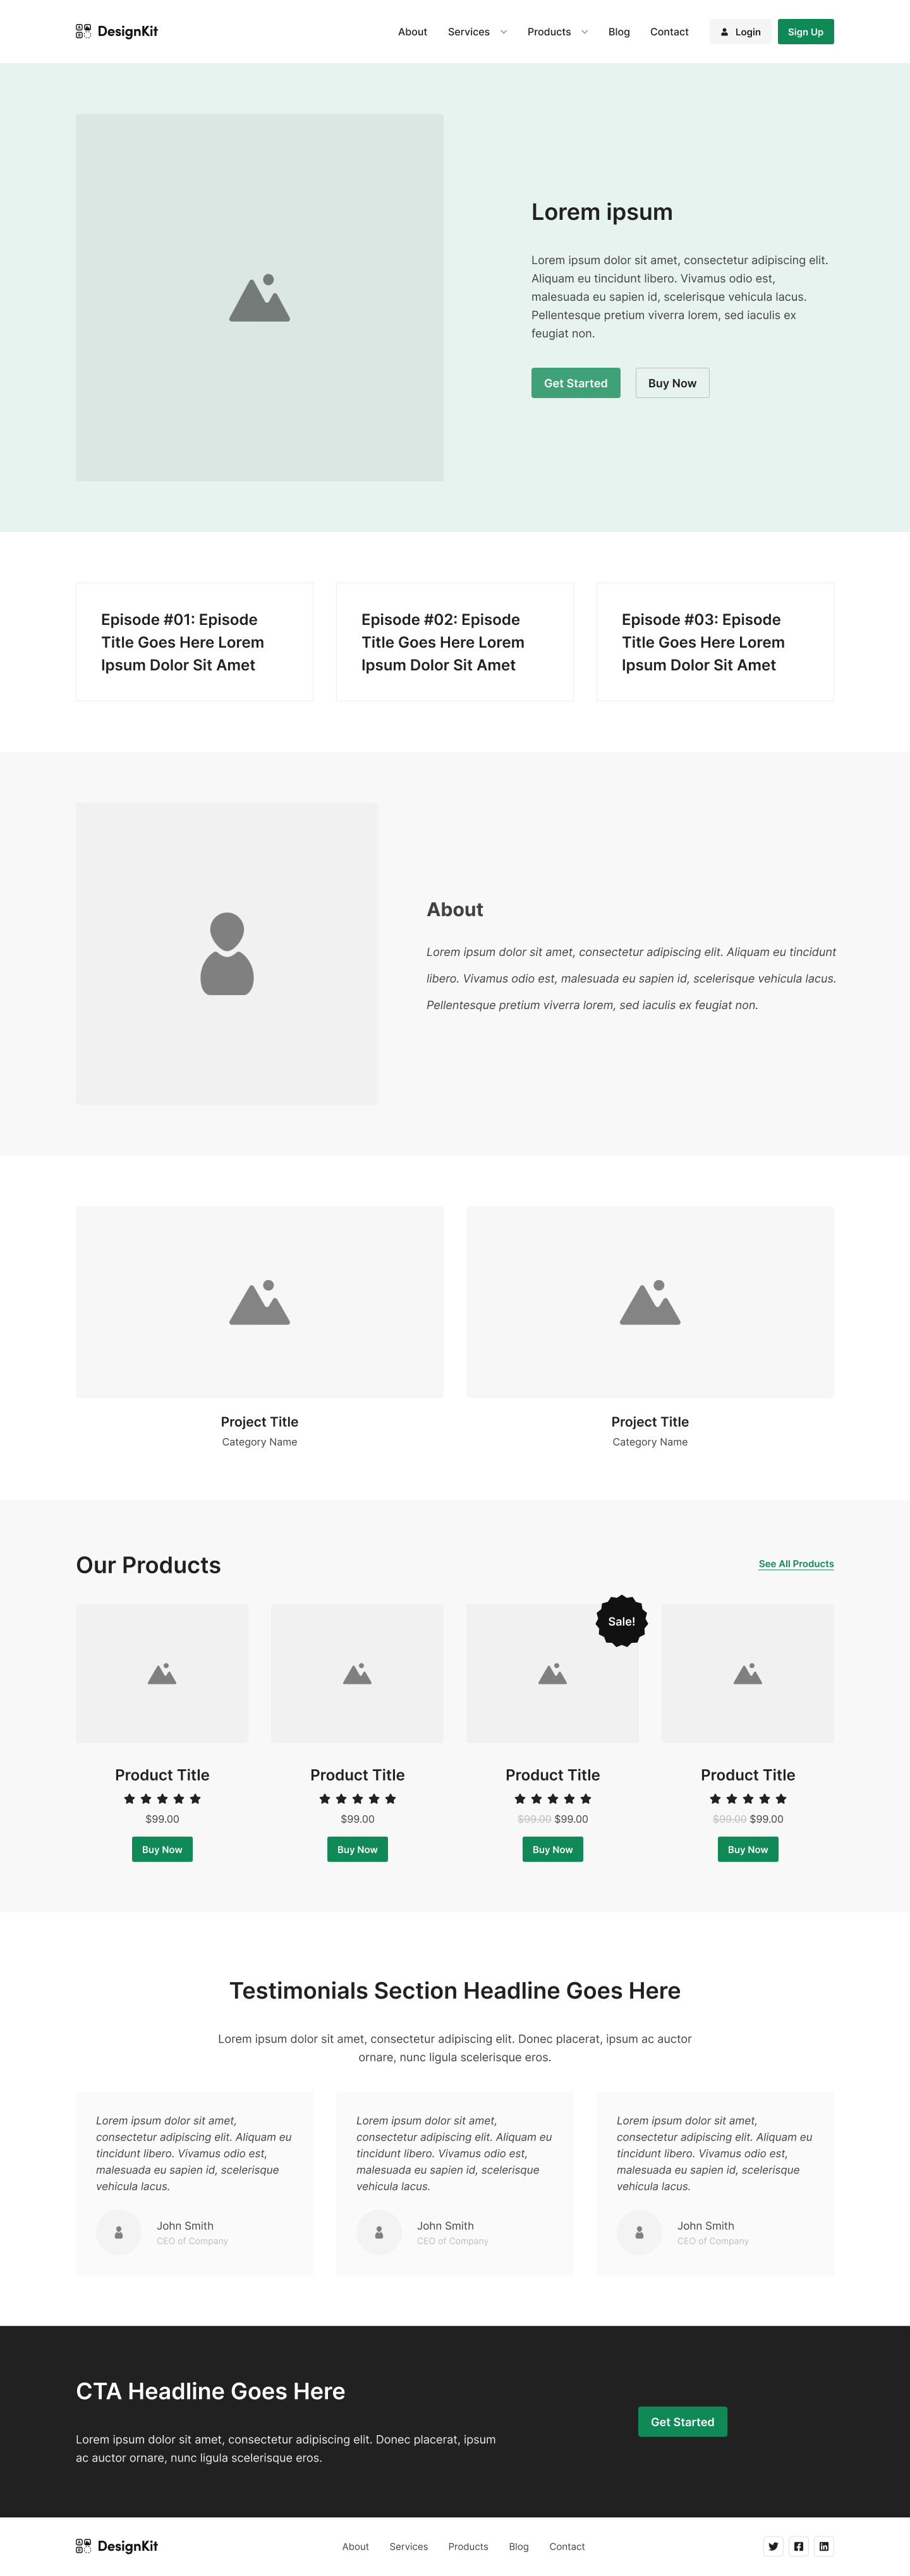 DesignKit
About Services Products Blog Contact Login Sign Up
Lorem ipsum
Lorem ipsum dolor sit amet, consectetur adipiscing elit.
Aliquam eu tincidunt libero. Vivamus odio est,
malesuada eu sapien id, scelerisque vehicula lacus.
Pellentesque pretium viverra lorem, sed iaculis ex
feugiat non.
Get Started Buy Now
Episode #01: Episode
Title Goes Here Lorem
Ipsum Dolor Sit Amet
Episode #02: Episode
Title Goes Here Lorem
Ipsum Dolor Sit Amet
Episode #03: Episode
Title Goes Here Lorem
Ipsum Dolor Sit Amet
About
Lorem ipsum dolor sit amet, consectetur adipiscing elit. Aliquam eu tincidunt
libero. Vivamus odio est, malesuada eu sapien id, scelerisque vehicula lacus.
Pellentesque pretium viverra lorem, sed iaculis ex feugiat non.
Project Title
Category Name
Project Title
Category Name
Our Products
See All Products
Product Title
$99.00
Buy Now
Product Title
$99.00
Buy Now
Sale!
Product Title
$99.00 $99.00
Buy Now
Product Title
$99.00 $99.00
Buy Now
Testimonials Section Headline Goes Here
Lorem ipsum dolor sit amet, consectetur adipiscing elit. Donec placerat, ipsum ac auctor
ornare, nunc ligula scelerisque eros.
Lorem ipsum dolor sit amet,
consectetur adipiscing elit. Aliquam eu
tincidunt libero. Vivamus odio est,
malesuada eu sapien id, scelerisque
vehicula lacus.
John Smith
CEO of Company
Lorem ipsum dolor sit amet,
consectetur adipiscing elit. Aliquam eu
tincidunt libero. Vivamus odio est,
malesuada eu sapien id, scelerisque
vehicula lacus.
John Smith
CEO of Company
Lorem ipsum dolor sit amet,
consectetur adipiscing elit. Aliquam eu
tincidunt libero. Vivamus odio est,
malesuada eu sapien id, scelerisque
vehicula lacus.
John Smith
CEO of Company
CTA Headline Goes Here
Lorem ipsum dolor sit amet, consectetur adipiscing elit. Donec placerat, ipsum
ac auctor ornare, nunc ligula scelerisque eros.
Get Started
DesignKit
About Services Products Blog Contact